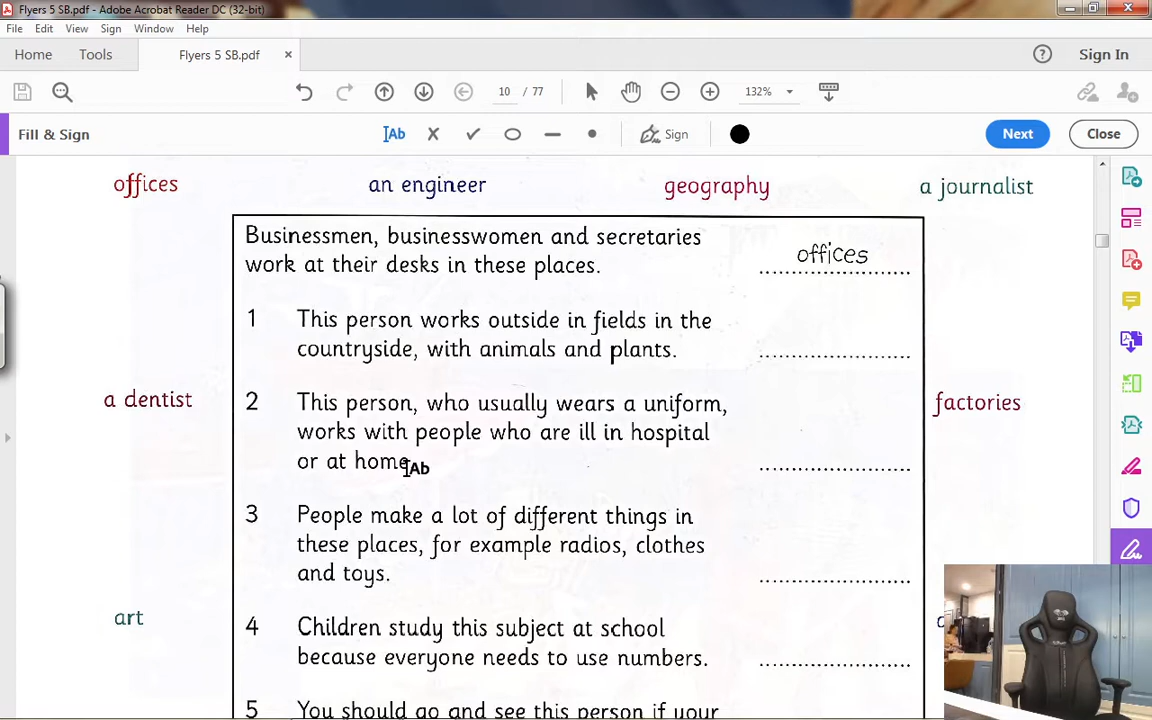 Flyers 5 SB.pdf - Adobe Acrobat Reader DC (32-bit)
File Edit View Sign Window Help
Home Tools Flyers 5 SB.pdf × Sign In
10 / 77 132%
Fill & Sign Ab Sign Next Close
offices an engineer geography a journalist
Businessmen, businesswomen and secretaries
work at their desks in these places. offices
1 This person works outside in fields in the
countryside, with animals and plants.
a dentist
2 This person, who usually wears a uniform,
works with people who are ill in hospital
or at home
Ab
factories
3 People make a lot of different things in
these places, for example radios, clothes
and toys.
art
4 Children study this subject at school
because everyone needs to use numbers.
5 You should go and see this person if your